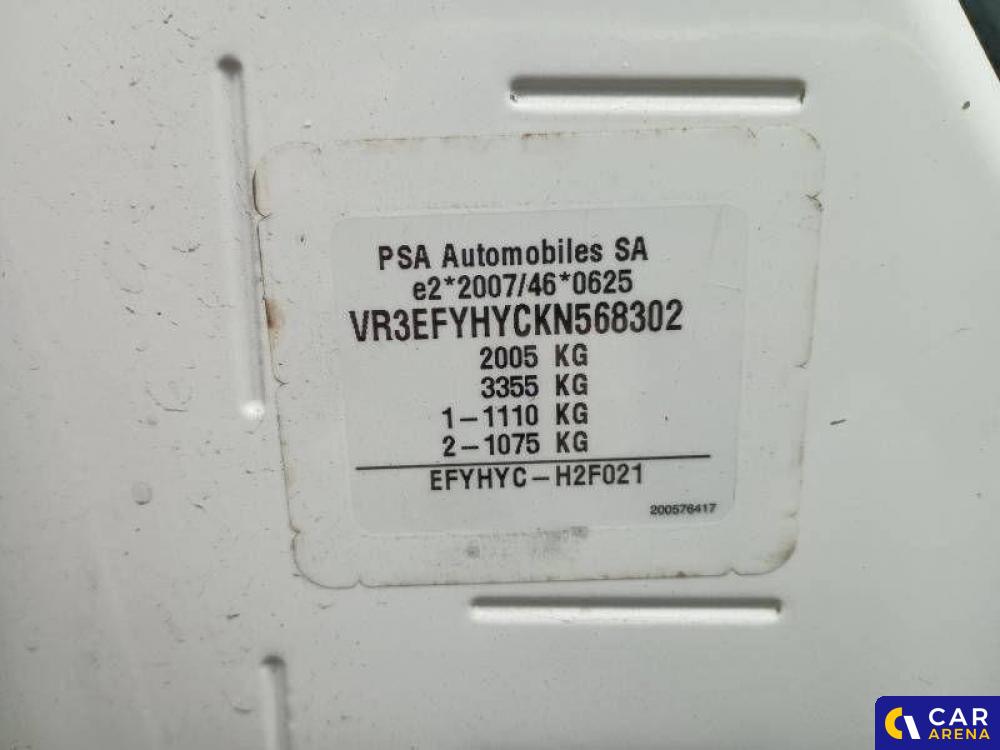 PSA Automobiles SA
e2*2007/46*0625
VR3EFYHYCKN568302
2005 KG
3355 KG
1-1110 KG
2-1075 KG
EFYHYC-H2F021
200576417
CAR
ARENA